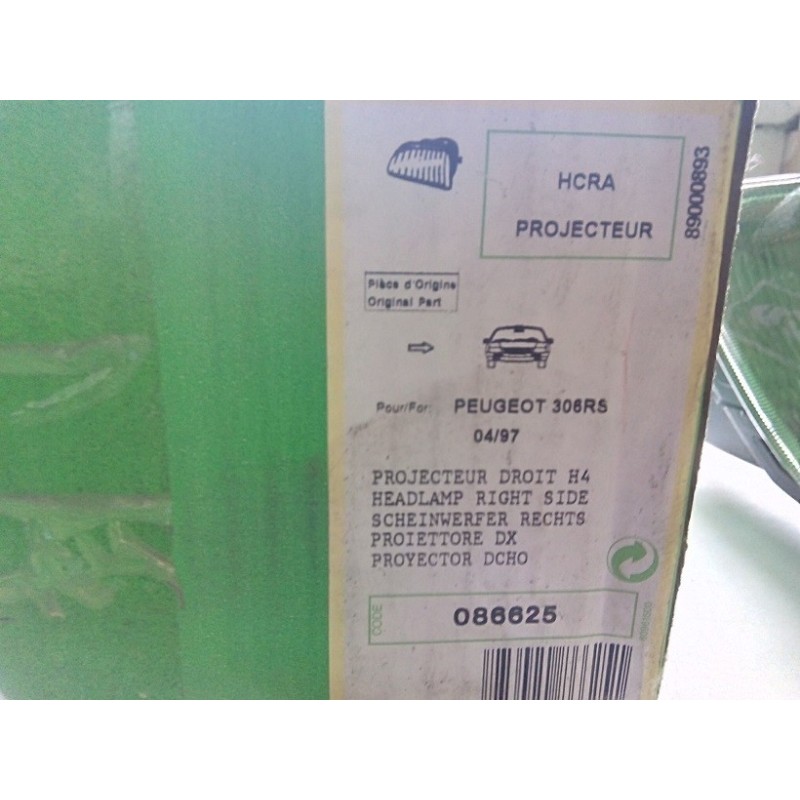 HCRA
PROJECTEUR
89000893
Pièce d'Origine
Original Part
Pour/For: PEUGEOT 306RS
04/97
PROJECTEUR DROIT H4
HEADLAMP RIGHT SIDE
SCHEINWERFER RECHTS
PROIETTORE DX
PROYECTOR DCHO
CODE
086625